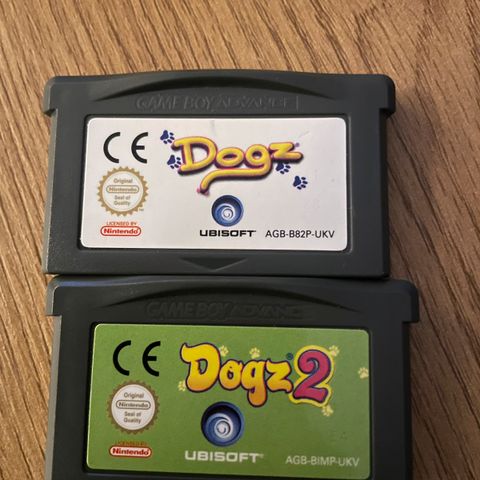 GAME BOY ADVANCE
CE
Dogz
Original
Nintendo
Seal of
Quality
LICENSED BY
Nintendo
UBISOFT
AGB-B82P-UKV
GAME BOY ADVANCE
CE
Dogz 2
Original
Nintendo
Seal of
Quality
LICENSED BY
Nintendo
UBISOFT
AGB-BIMP-UKV